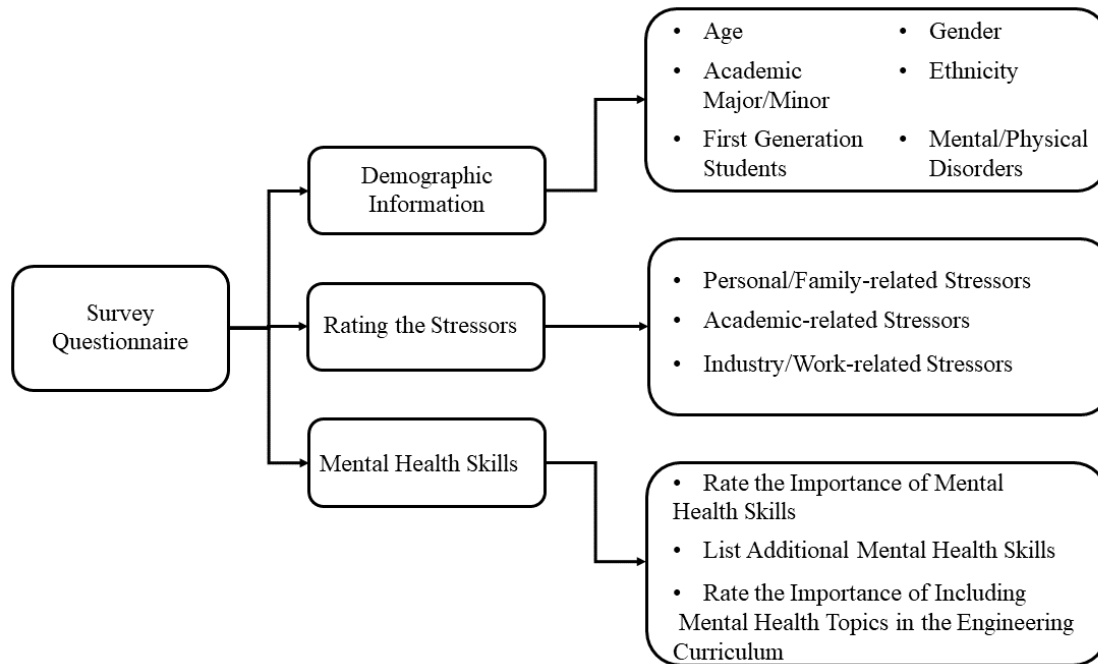 Survey
Questionnaire
Demographic
Information
• Age
• Gender
• Academic
Major/Minor
• Ethnicity
• First Generation
Students
• Mental/Physical
Disorders
Rating the Stressors
• Personal/Family-related Stressors
• Academic-related Stressors
• Industry/Work-related Stressors
Mental Health Skills
• Rate the Importance of Mental
Health Skills
• List Additional Mental Health Skills
• Rate the Importance of Including
Mental Health Topics in the Engineering
Curriculum